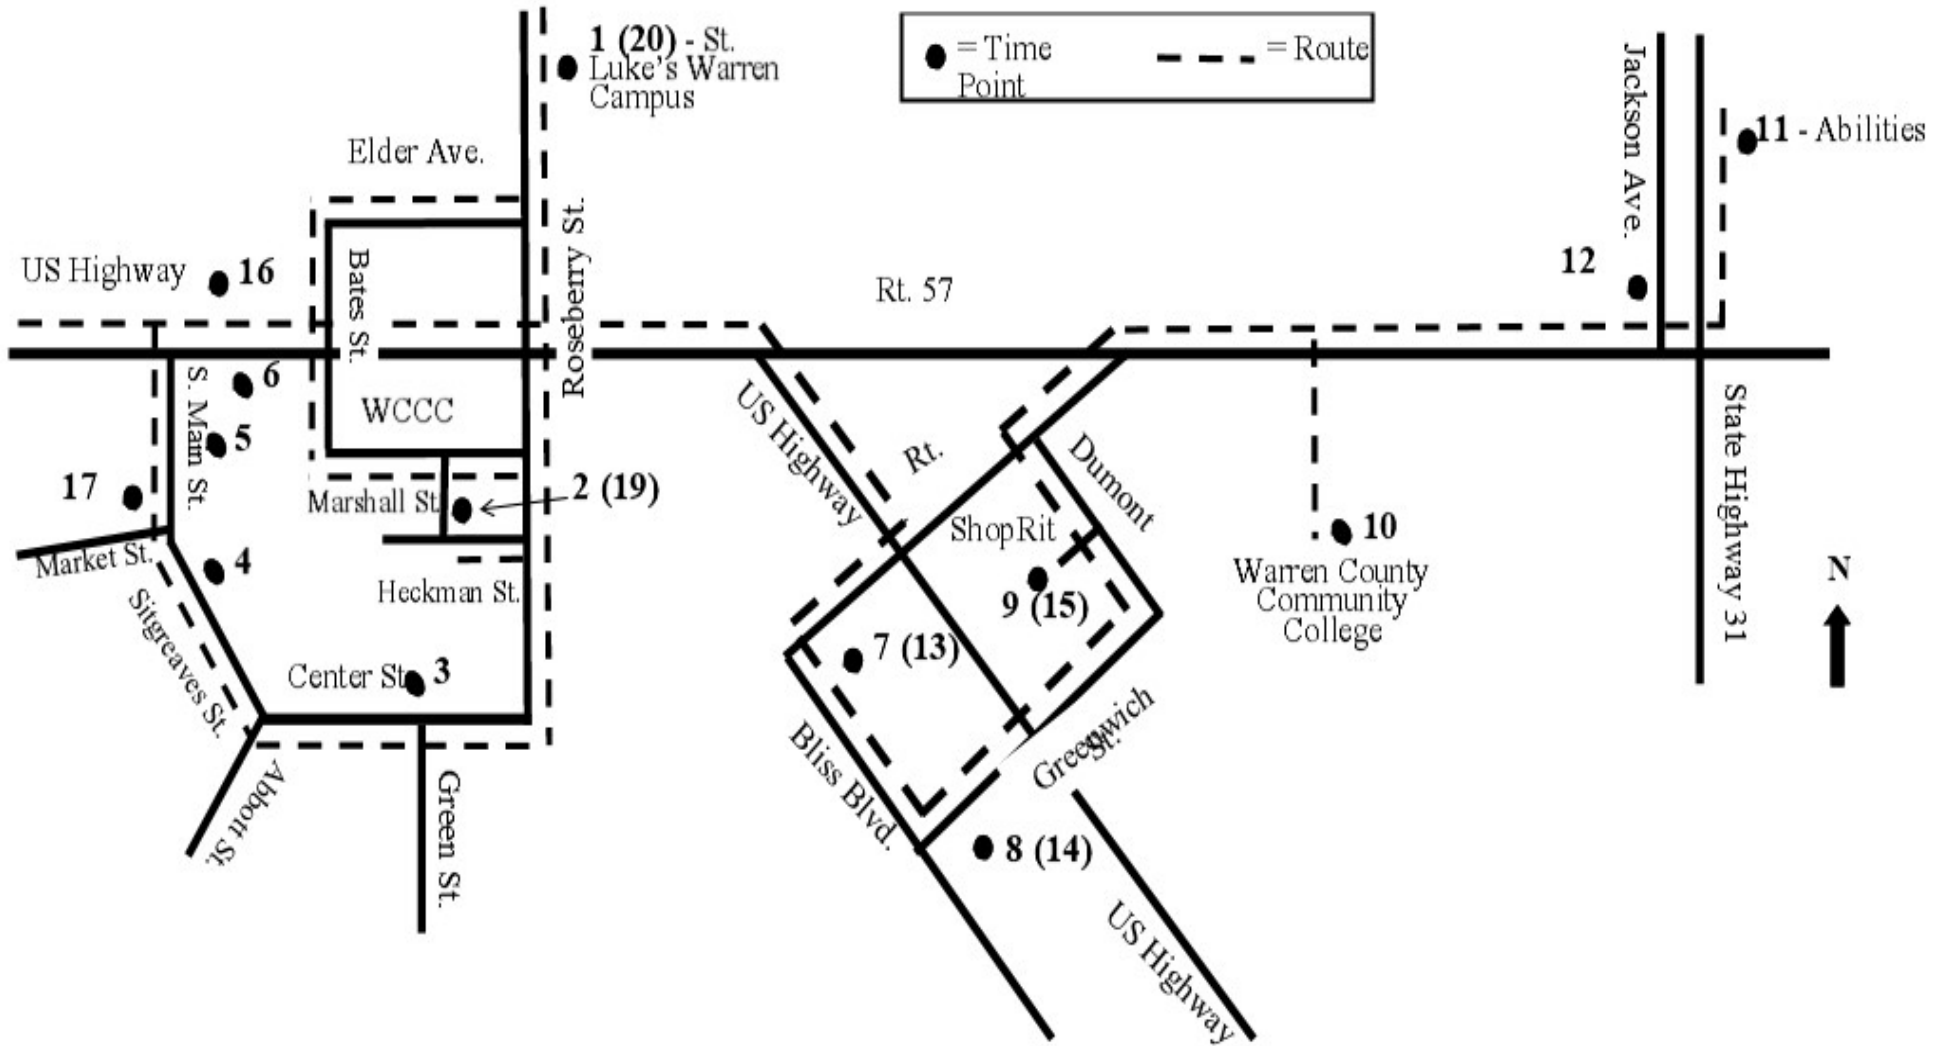 1 (20) - St.
Luke's Warren
Campus
= Time
Point
= Route
Jackson Ave.
11 - Abilities
Elder Ave.
US Highway
16
Bates St.
Roseberry St.
Rt. 57
12
6
S. Main St.
WCCC
5
US Highway
Rt.
Dumont
State Highway 31
17
Marshall St.
2 (19)
ShopRit
10
Warren County
Community
College
N
Market St.
4
Heckman St.
9 (15)
Sitgreaves St.
Center St.
3
7 (13)
Bliss Blvd.
Greenwich
St.
Abbott St.
Green St.
8 (14)
US Highway